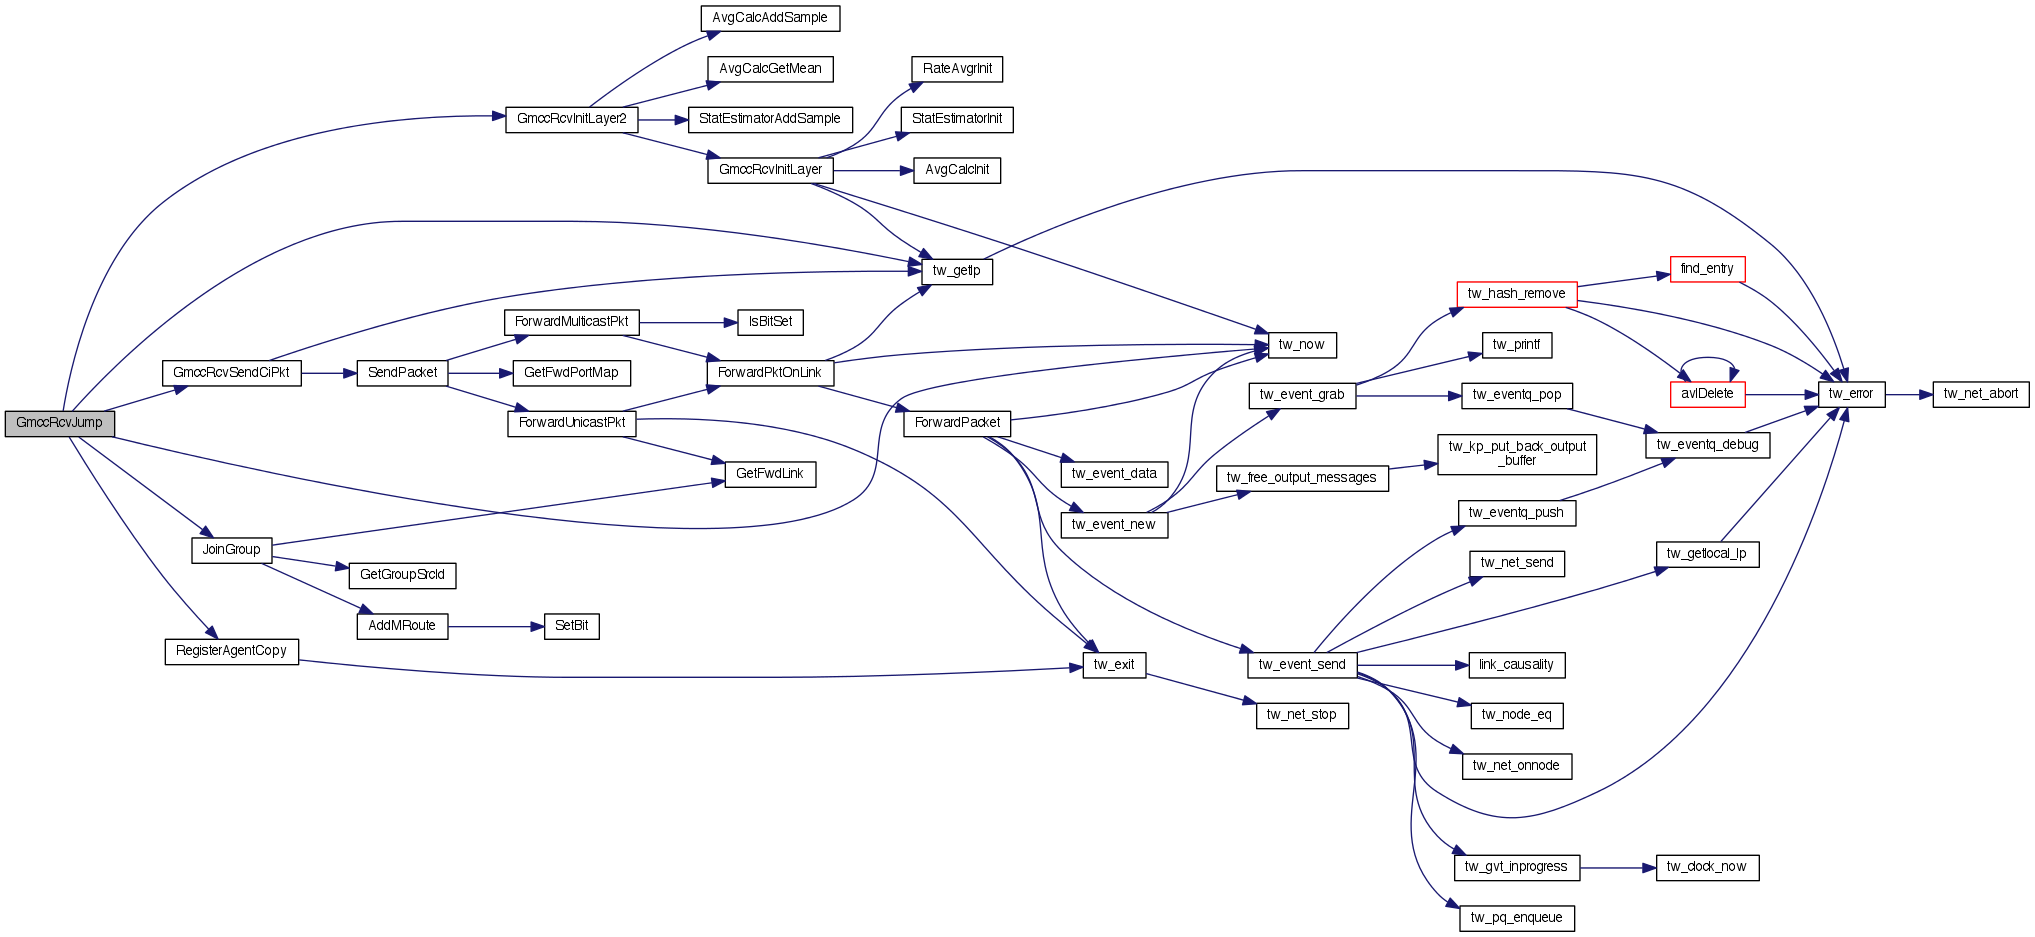 AvgCalcAddSample
AvgCalcGetMean
RateAvgrInit
GmccRcvInitLayer2
StatEstimatorAddSample
StatEstimatorInit
GmccRcvInitLayer
AvgCalcInit
tw_getlp
find_entry
tw_hash_remove
ForwardMulticastPkt
IsBitSet
tw_now
tw_printf
GmccRcvSendCiPkt
SendPacket
GetFwdPortMap
ForwardPktOnLink
tw_event_grab
tw_eventq_pop
avlDelete
tw_error
tw_net_abort
GmccRcvJump
ForwardUnicastPkt
ForwardPacket
tw_eventq_debug
GetFwdLink
tw_event_data
tw_free_output_messages
tw_kp_put_back_output
_buffer
tw_event_new
tw_eventq_push
JoinGroup
GetGroupSrcId
tw_net_send
tw_getlocal_lp
AddMRoute
SetBit
RegisterAgentCopy
tw_exit
tw_event_send
link_causality
tw_net_stop
tw_node_eq
tw_net_onnode
tw_gvt_inprogress
tw_clock_now
tw_pq_enqueue